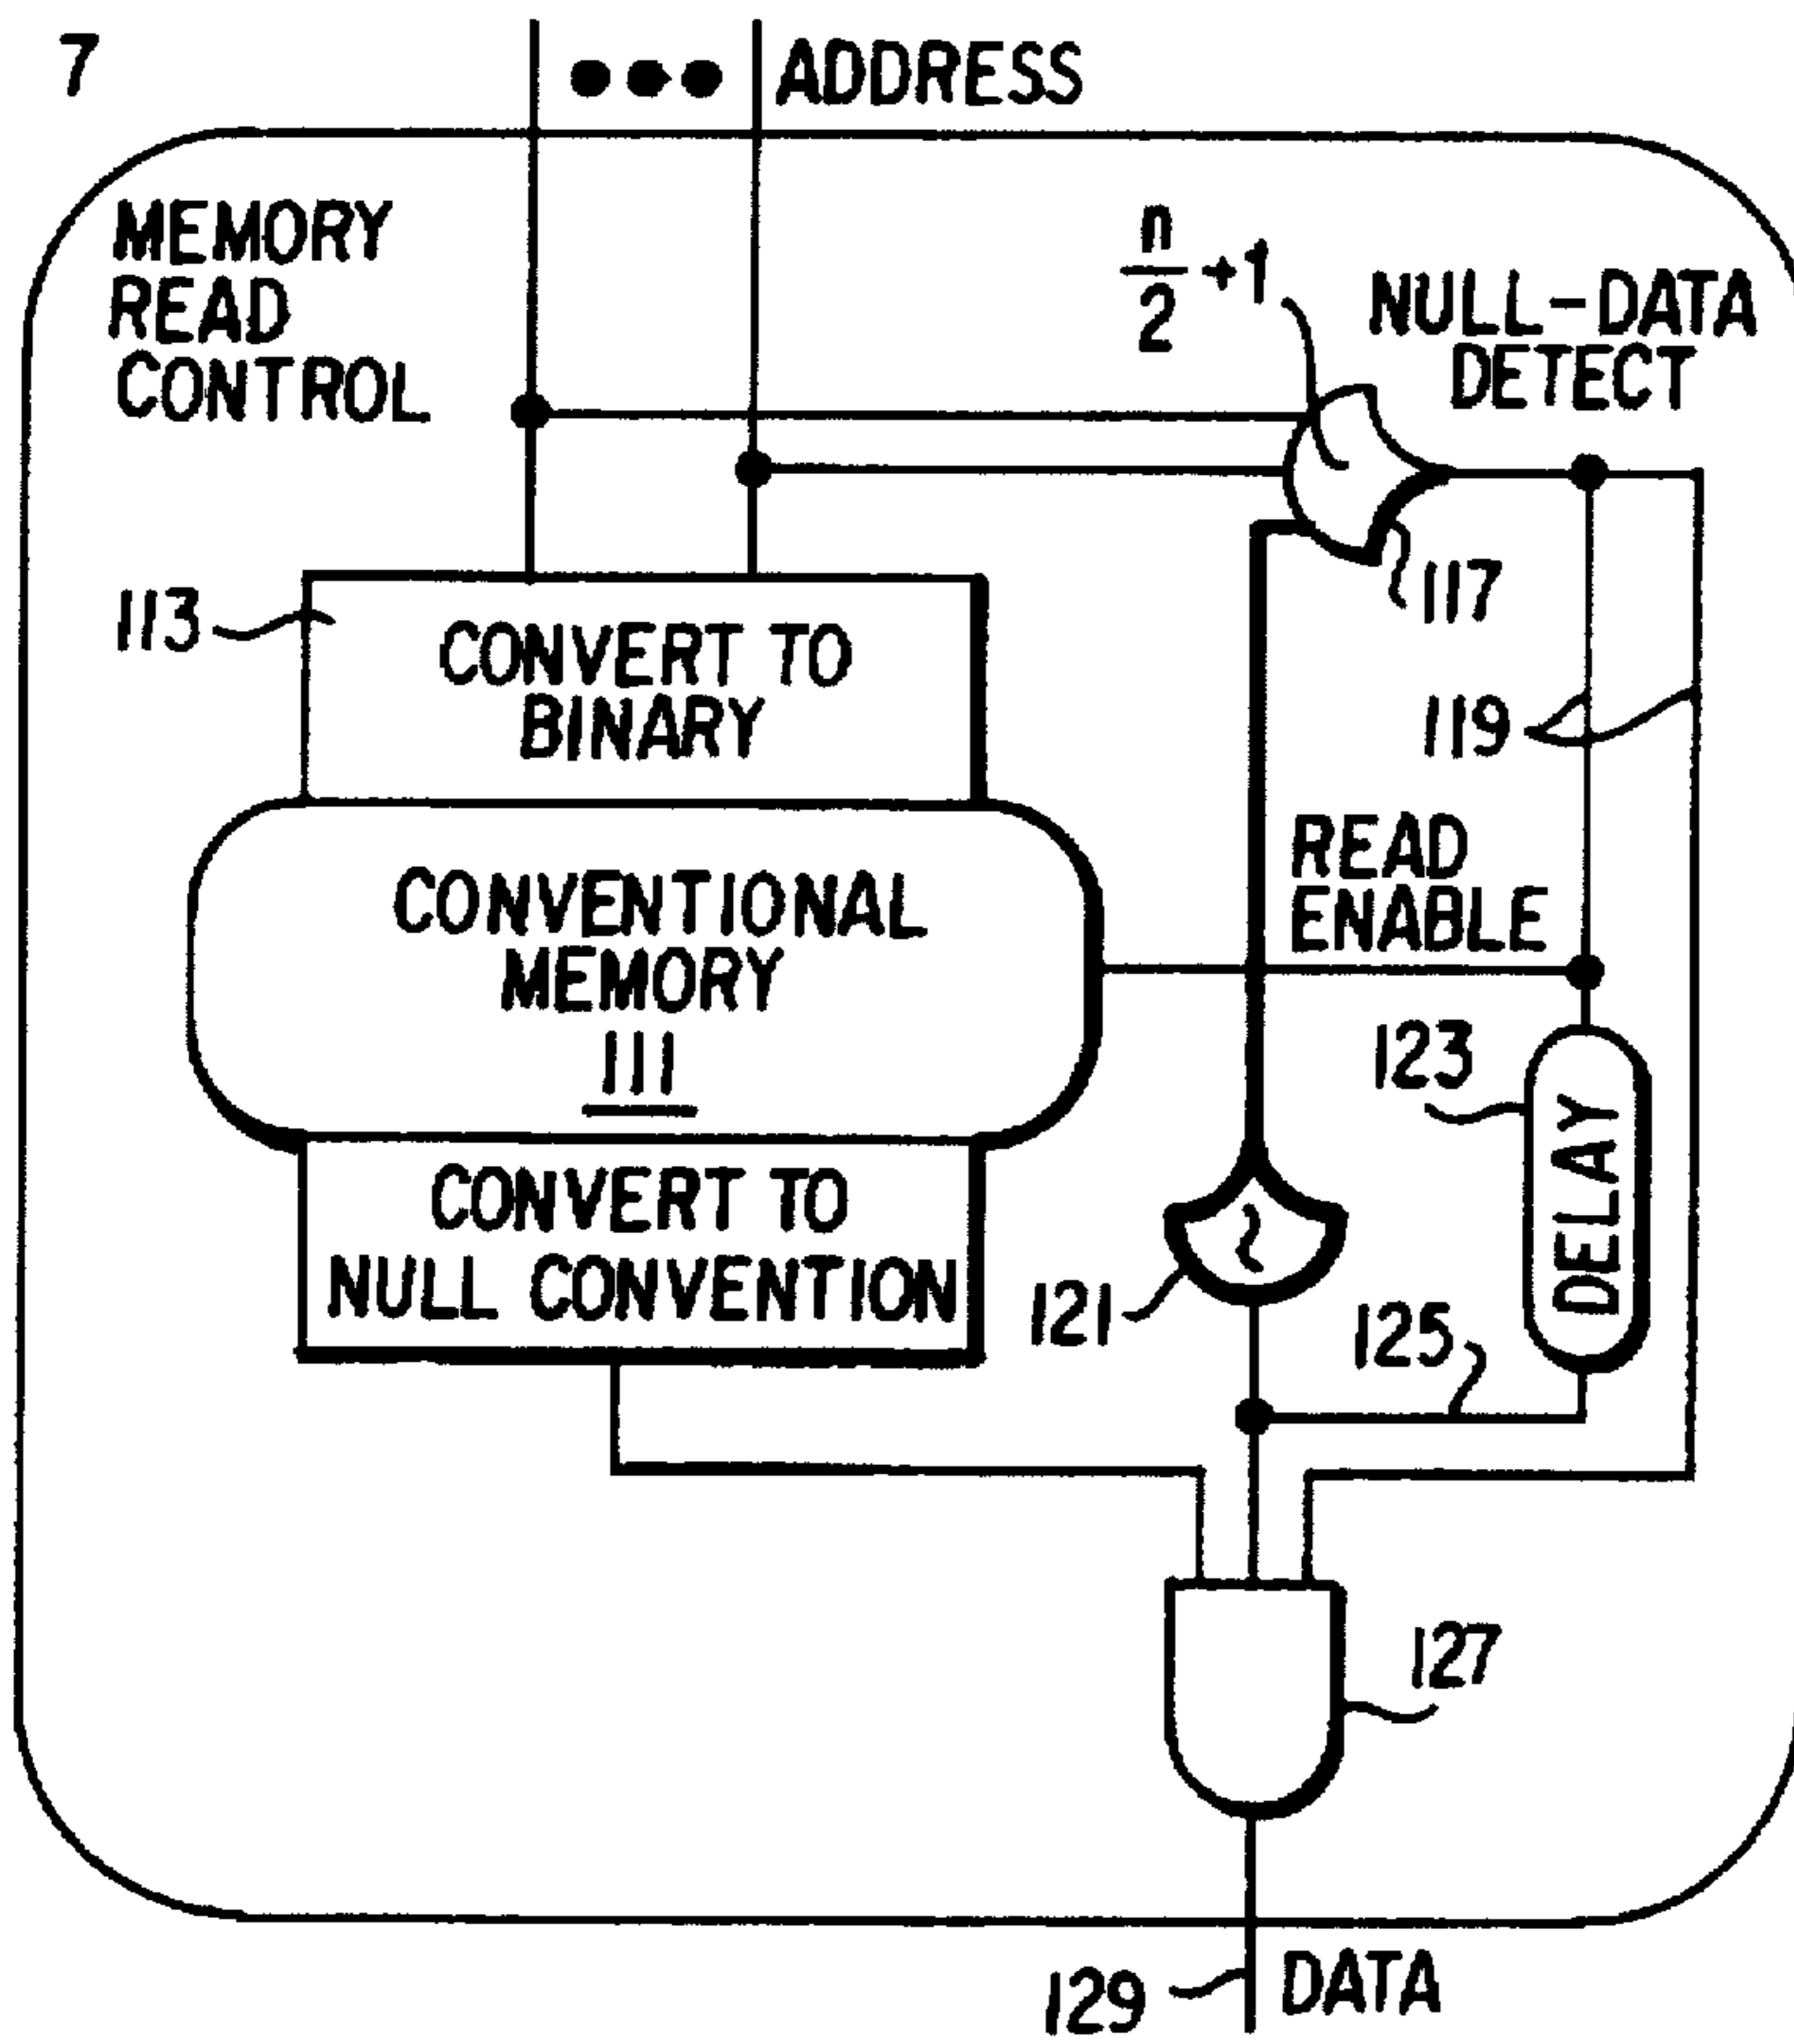 7
••• ADDRESS
MEMORY
READ
CONTROL
n/2 +1
NULL-DATA
DETECT
117
113
CONVERT TO
BINARY
119
READ
ENABLE
CONVENTIONAL
MEMORY
111
123
DELAY
CONVERT TO
NULL CONVENTION
121
125
127
129
DATA